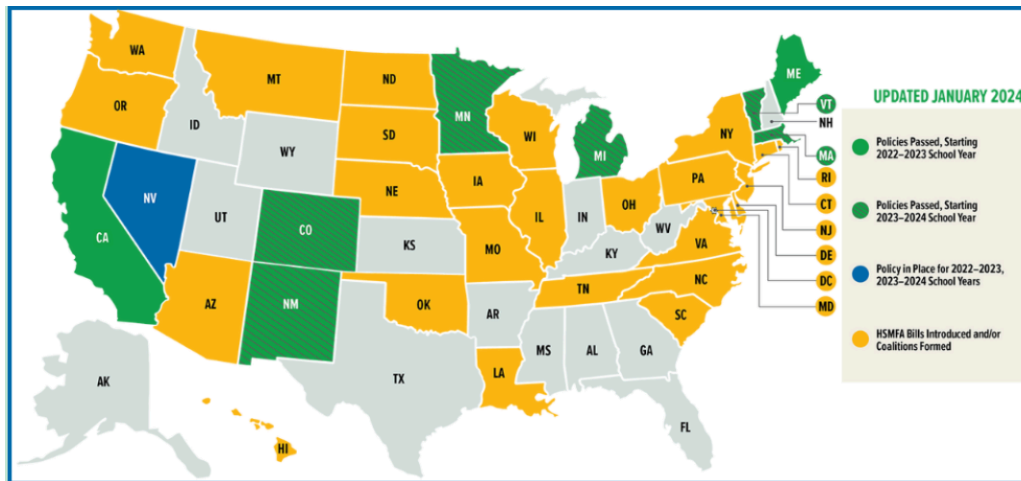 WA
MT
ND
MN
ME
OR
ID
SD
WI
NY
VT
NH
MA
RI
CT
NJ
DE
DC
MD
WY
MI
NE
IA
PA
NV
UT
CO
IL
IN
OH
WV
VA
CA
KS
MO
KY
AZ
NM
OK
AR
TN
NC
SC
TX
LA
MS
AL
GA
FL
AK
HI
UPDATED JANUARY 2024
Policies Passed, Starting
2022–2023 School Year
Policies Passed, Starting
2023–2024 School Year
Policy in Place for 2022–2023,
2023–2024 School Years
HSMFA Bills Introduced and/or
Coalitions Formed